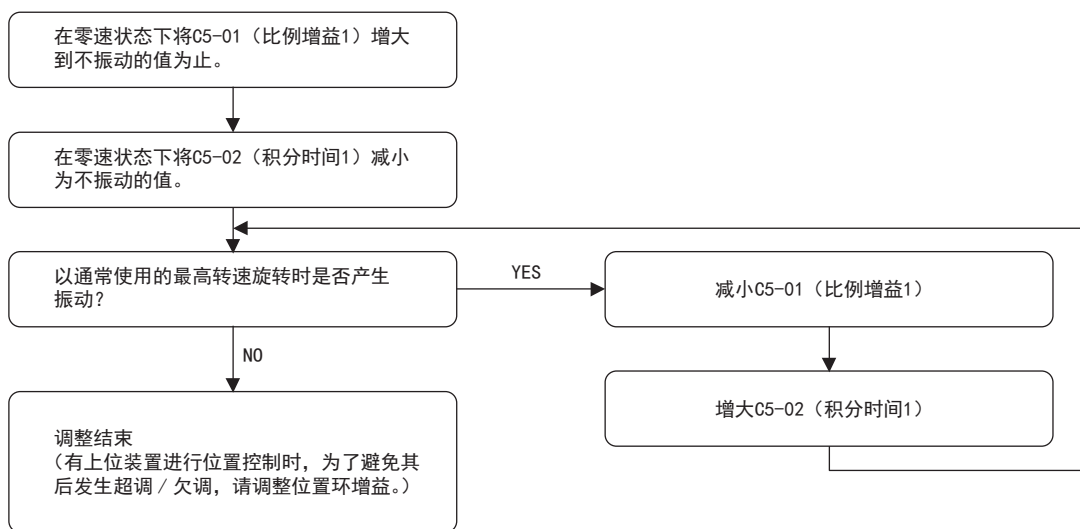 在零速状态下将C5-01（比例增益1）增大
到不振动的值为止。
在零速状态下将C5-02（积分时间1）减小
为不振动的值。
以通常使用的最高转速旋转时是否产生
振动?
YES
减小C5-01（比例增益1）
NO
增大C5-02（积分时间1）
调整结束
（有上位装置进行位置控制时，为了避免其
后发生超调／欠调，请调整位置环增益。）